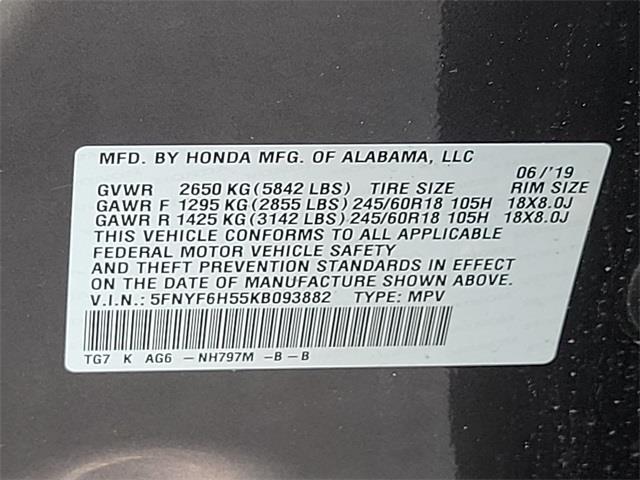 MFD. BY HONDA MFG. OF ALABAMA, LLC
06/'19
GVWR 2650 KG (5842 LBS) TIRE SIZE RIM SIZE
GAWR F 1295 KG (2855 LBS) 245/60R18 105H 18X8.0J
GAWR R 1425 KG (3142 LBS) 245/60R18 105H 18X8.0J
THIS VEHICLE CONFORMS TO ALL APPLICABLE
FEDERAL MOTOR VEHICLE SAFETY
AND THEFT PREVENTION STANDARDS IN EFFECT
ON THE DATE OF MANUFACTURE SHOWN ABOVE.
V.I.N.: 5FNYF6H55KB093882 TYPE: MPV
TG7 K AG6 - NH797M -B-B